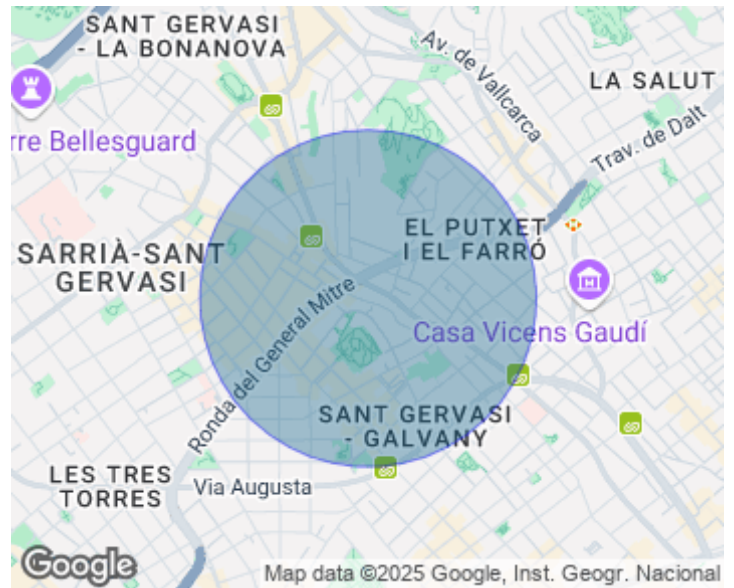 SANT GERVASI
- LA BONANOVA
Av. de Vallcarca
LA SALUT
rre Bellesguard
Trav. de Dalt
EL PUTXET
I EL FARRÓ
SARRIÀ-SANT
GERVASI
Ronda del General Mitre
Casa Vicens Gaudí
SANT GERVASI
- GALVANY
LES TRES
TORRES
Via Augusta
Google
Map data ©2025 Google, Inst. Geogr. Nacional